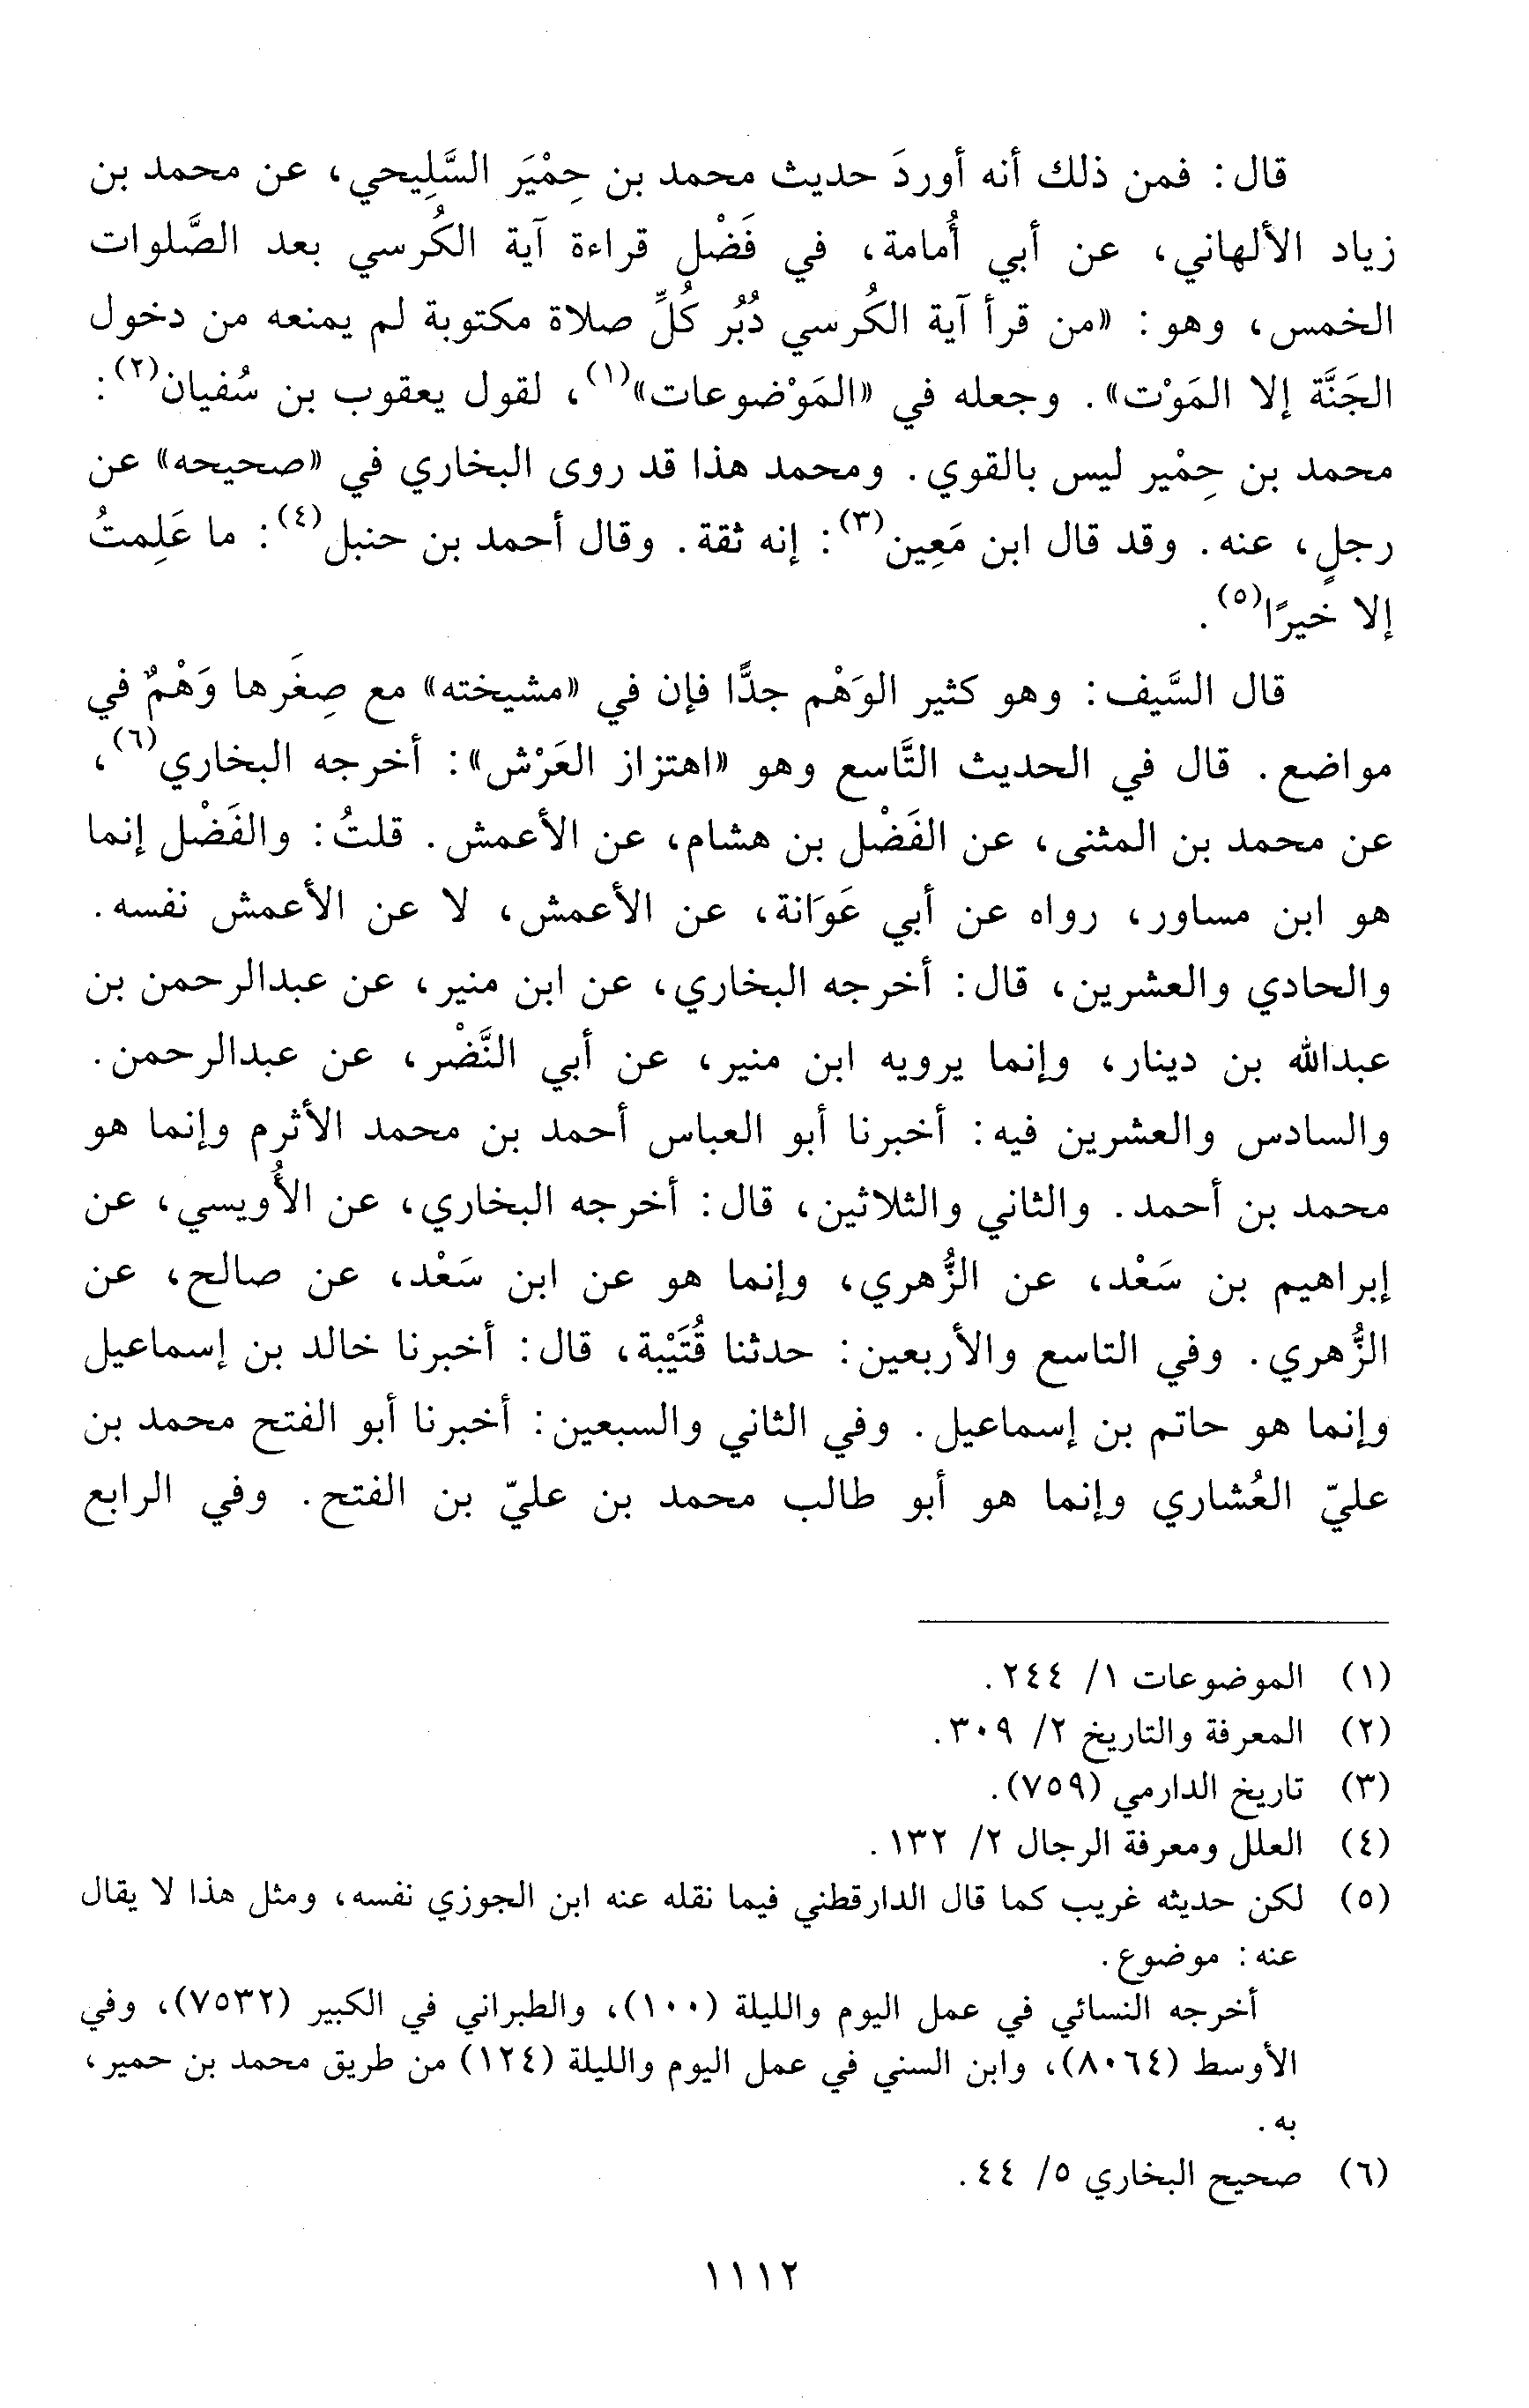 قال: فمن ذلك أنه أوردَ حديث محمد بن حِمْيَر السَّلِيحي، عن محمد بن
زياد الألهاني، عن أبي أُمامة، في فَضْل قراءة آية الكُرسي بعد الصَّلوات
الخمس، وهو: «من قرأ آية الكُرسي دُبُر كُلِّ صلاة مكتوبة لم يمنعه من دخول
الجَنَّة إلا المَوْت». وجعله في «المَوْضوعات»(١)، لقول يعقوب بن سُفيان(٢):
محمد بن حِمْير ليس بالقوي. ومحمد هذا قد روى البخاري في «صحيحه» عن
رجلٍ، عنه. وقد قال ابن مَعِين(٣): إنه ثقة. وقال أحمد بن حنبل(٤): ما عَلِمتُ
إلا خيرًا(٥).
قال السَّيف: وهو كثير الوَهْم جدًّا فإن في «مشيخته» مع صِغَرها وَهْمٌ في
مواضع. قال في الحديث التَّاسع وهو «اهتزاز العَرْش»: أخرجه البخاري(٦)،
عن محمد بن المثنى، عن الفَضْل بن هشام، عن الأعمش. قلتُ: والفَضْل إنما
هو ابن مساور، رواه عن أبي عَوَانة، عن الأعمش، لا عن الأعمش نفسه.
والحادي والعشرين، قال: أخرجه البخاري، عن ابن منير، عن عبدالرحمن بن
عبدالله بن دينار، وإنما يرويه ابن منير، عن أبي النَّضْر، عن عبدالرحمن.
والسادس والعشرين فيه: أخبرنا أبو العباس أحمد بن محمد الأثرم وإنما هو
محمد بن أحمد. والثاني والثلاثين، قال: أخرجه البخاري، عن الأُويسي، عن
إبراهيم بن سَعْد، عن الزُّهري، وإنما هو عن ابن سَعْد، عن صالح، عن
الزُّهري. وفي التاسع والأربعين: حدثنا قُتَيْبة، قال: أخبرنا خالد بن إسماعيل
وإنما هو حاتم بن إسماعيل. وفي الثاني والسبعين: أخبرنا أبو الفتح محمد بن
عليّ العُشاري وإنما هو أبو طالب محمد بن عليّ بن الفتح. وفي الرابع
(١) الموضوعات ١/ ٢٤٤.
(٢) المعرفة والتاريخ ٢/ ٣٠٩.
(٣) تاريخ الدارمي (٧٥٩).
(٤) العلل ومعرفة الرجال ٢/ ١٣٢.
(٥) لكن حديثه غريب كما قال الدارقطني فيما نقله عنه ابن الجوزي نفسه، ومثل هذا لا يقال
عنه: موضوع.
أخرجه النسائي في عمل اليوم والليلة (١٠٠)، والطبراني في الكبير (٧٥٣٢)، وفي
الأوسط (٨٠٦٤)، وابن السني في عمل اليوم والليلة (١٢٤) من طريق محمد بن حمير،
به.
(٦) صحيح البخاري ٥/ ٤٤.
١١١٢